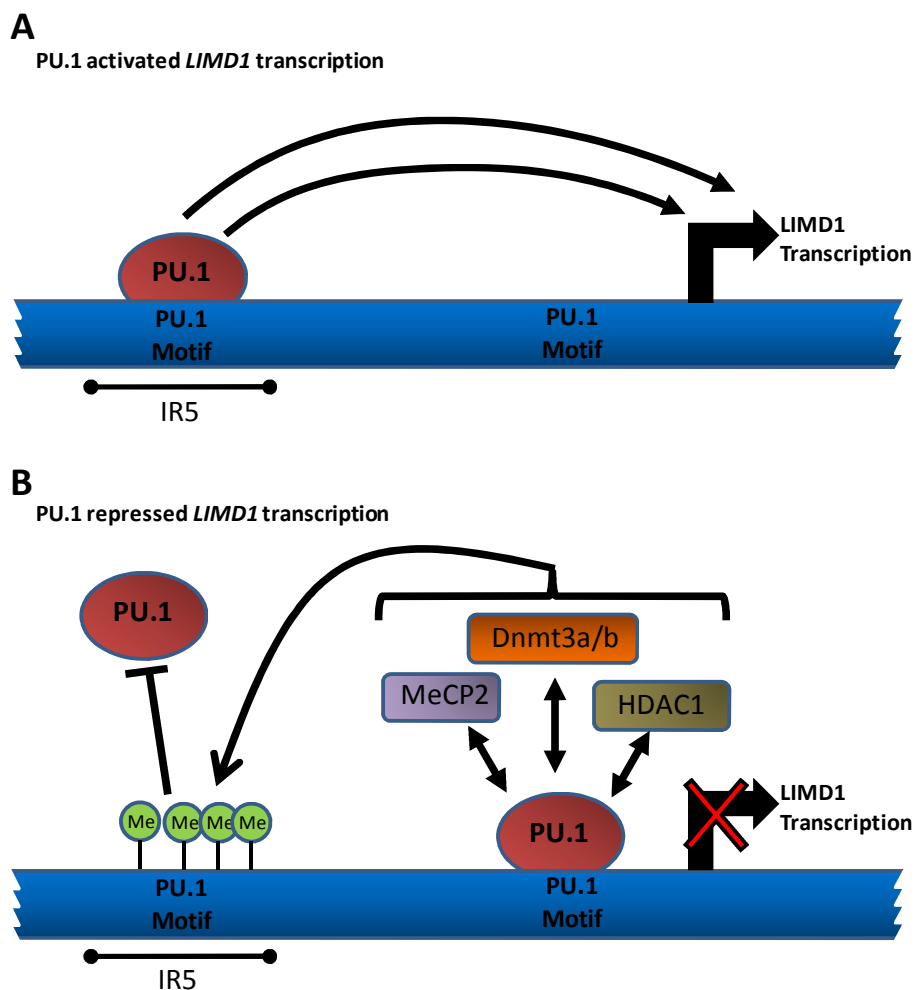 A
PU.1 activated LIMD1 transcription
LIMD1
Transcription
PU.1
PU.1
Motif
PU.1
Motif
IR5
B
PU.1 repressed LIMD1 transcription
PU.1
Dnmt3a/b
MeCP2
HDAC1
LIMD1
Transcription
Me Me Me Me
PU.1
PU.1
Motif
PU.1
Motif
IR5